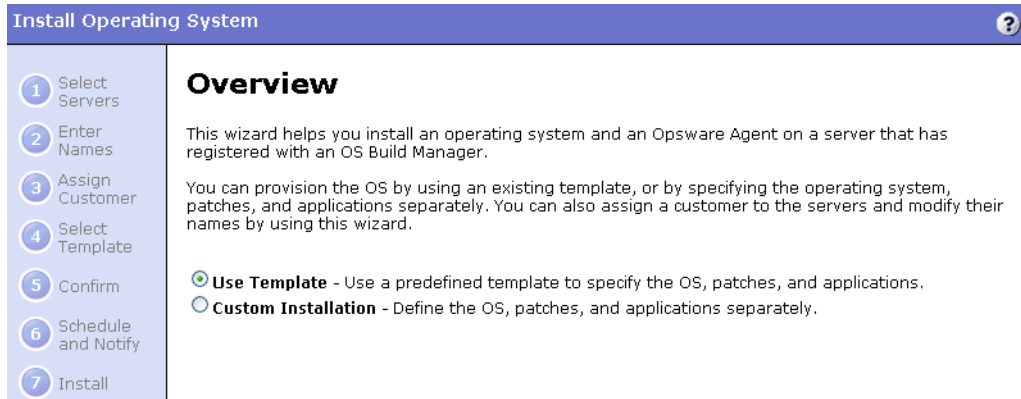 Install Operating System
?
1 Select
Servers
2 Enter
Names
3 Assign
Customer
4 Select
Template
5 Confirm
6 Schedule
and Notify
7 Install
Overview
This wizard helps you install an operating system and an Opsware Agent on a server that has
registered with an OS Build Manager.
You can provision the OS by using an existing template, or by specifying the operating system,
patches, and applications separately. You can also assign a customer to the servers and modify their
names by using this wizard.
Use Template - Use a predefined template to specify the OS, patches, and applications.
Custom Installation - Define the OS, patches, and applications separately.